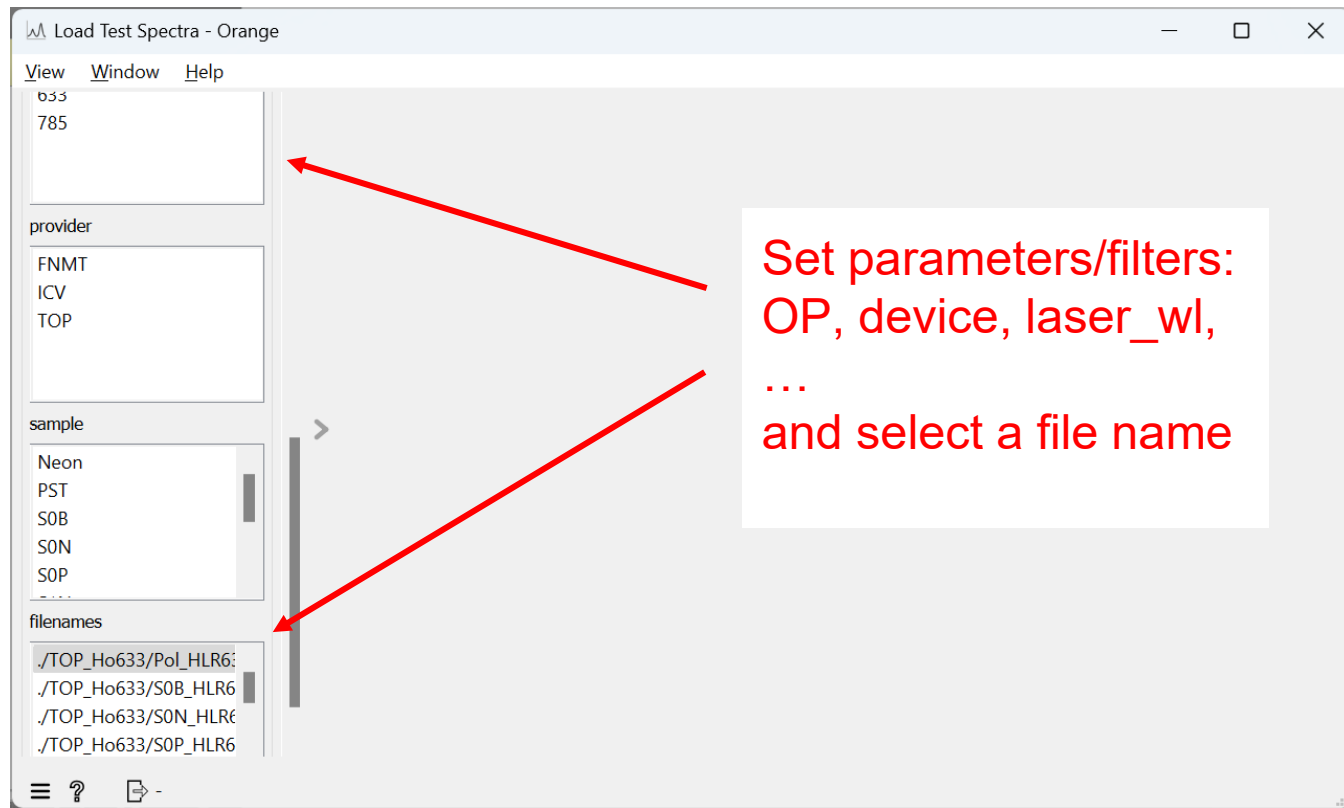 Load Test Spectra - Orange
View Window Help
633
785
provider
FNMT
ICV
TOP
sample
Neon
PST
S0B
S0N
S0P
filenames
./TOP_Ho633/Pol_HLR63
./TOP_Ho633/S0B_HLR6
./TOP_Ho633/S0N_HLR6
./TOP_Ho633/S0P_HLR6
Set parameters/filters:
OP, device, laser_wl,
…
and select a file name